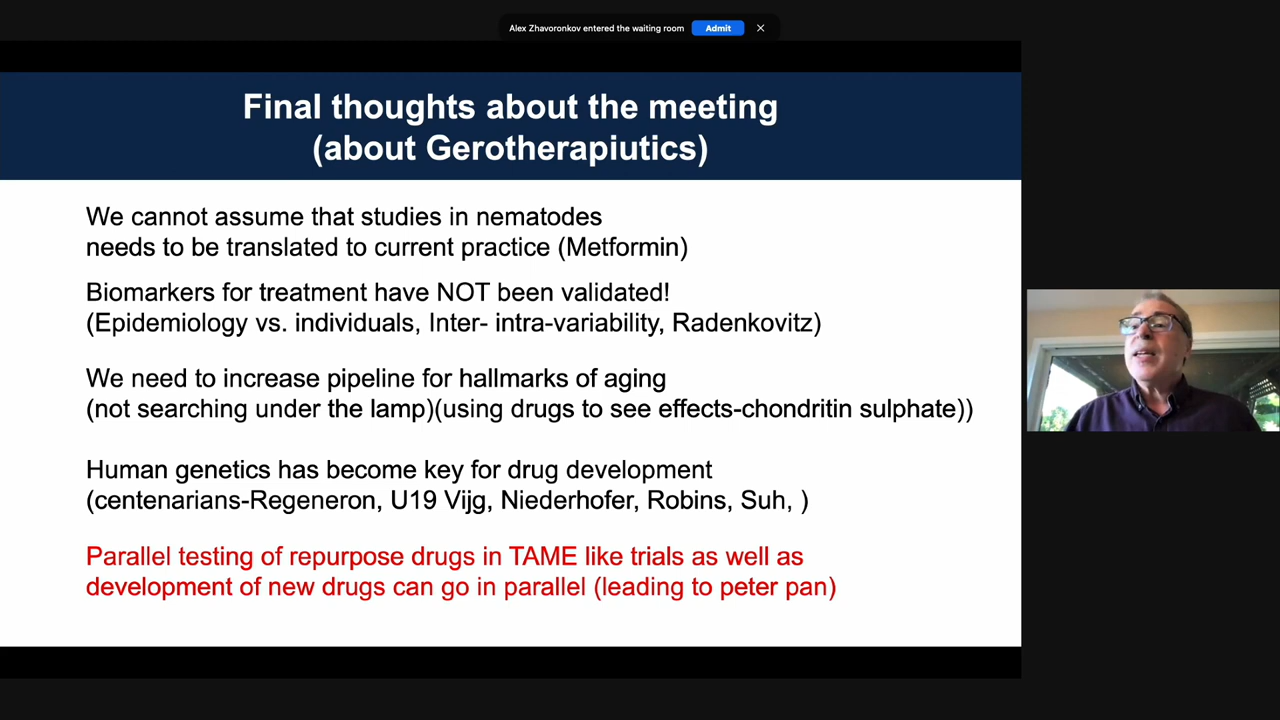 Alex Zhavoronkov entered the waiting room Admit
Final thoughts about the meeting
(about Gerotherapiutics)
We cannot assume that studies in nematodes
needs to be translated to current practice (Metformin)
Biomarkers for treatment have NOT been validated!
(Epidemiology vs. individuals, Inter- intra-variability, Radenkovitz)
We need to increase pipeline for hallmarks of aging
(not searching under the lamp)(using drugs to see effects-chondritin sulphate))
Human genetics has become key for drug development
(centenarians-Regeneron, U19 Vijg, Niederhofer, Robins, Suh, )
Parallel testing of repurpose drugs in TAME like trials as well as
development of new drugs can go in parallel (leading to peter pan)